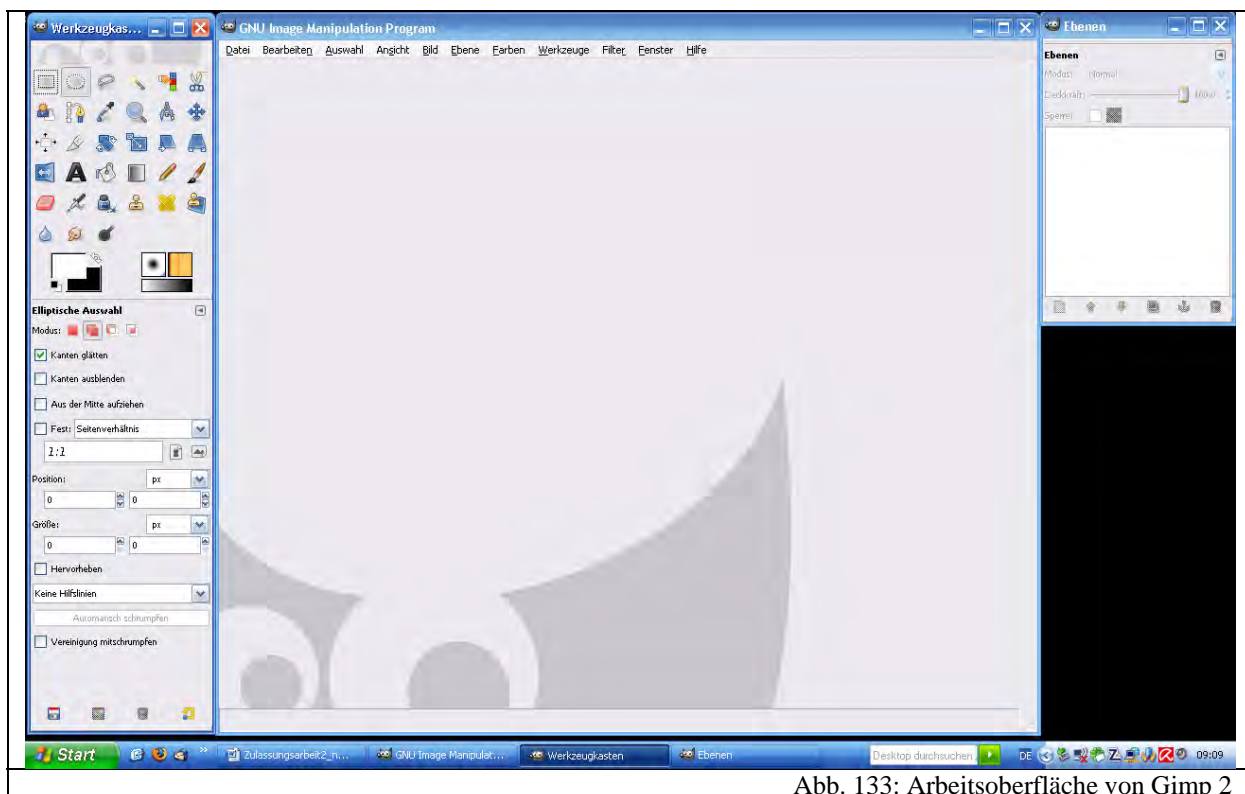 Werkzeugkas...
GNU Image Manipulation Program
Datei Bearbeiten Auswahl Ansicht Bild Ebene Farben Werkzeuge Filter Fenster Hilfe
Elliptische Auswahl
Modus:
Kanten glätten
Kanten ausblenden
Aus der Mitte aufziehen
Fest: Seitenverhältnis
1:1
Position: px
0 0
Größe: px
0 0
Hervorheben
Keine Hilfslinien
Automatisch schrumpfen
Vereinigung mitschrumpfen
Ebenen
Ebenen
Modus: Normal
Deckkraft: 100,0
Sperre:
Start
Zulassungsarbeit2_n...
GNU Image Manipulat...
Werkzeugkasten
Ebenen
Desktop durchsuchen
DE
09:09
Abb. 133: Arbeitsoberfläche von Gimp 2